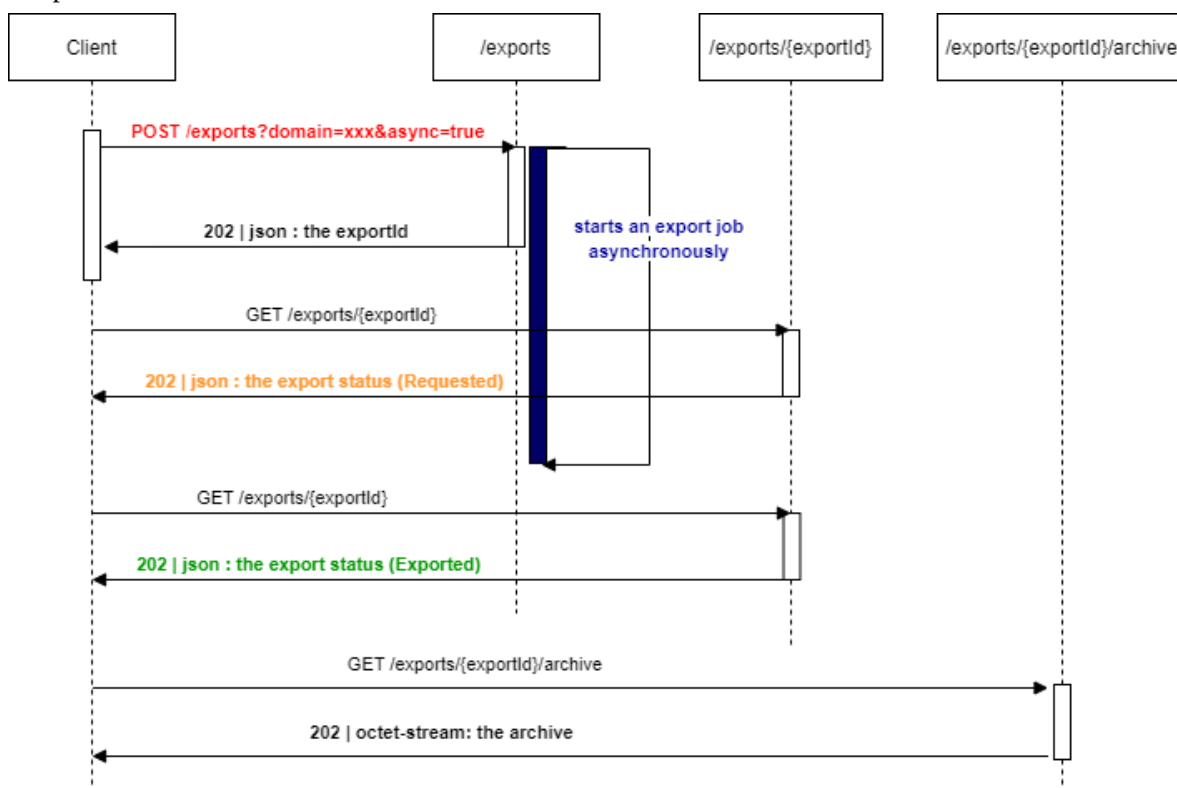 Client
/exports
/exports/{exportId}
/exports/{exportId}/archive
POST /exports?domain=xxx&async=true
202 | json : the exportId
starts an export job
asynchronously
GET /exports/{exportId}
202 | json : the export status (Requested)
GET /exports/{exportId}
202 | json : the export status (Exported)
GET /exports/{exportId}/archive
202 | octet-stream: the archive